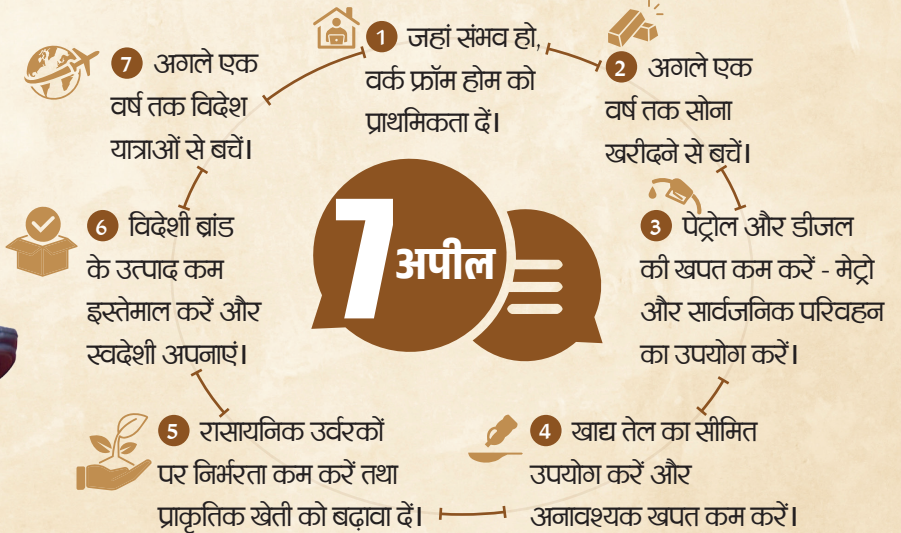 1 जहां संभव हो,
वर्क फ्रॉम होम को
प्राथमिकता दें।
2 अगले एक
वर्ष तक सोना
खरीदने से बचें।
3 पेट्रोल और डीजल
की खपत कम करें - मेट्रो
और सार्वजनिक परिवहन
का उपयोग करें।
4 खाद्य तेल का सीमित
उपयोग करें और
अनावश्यक खपत कम करें।
5 रासायनिक उर्वरकों
पर निर्भरता कम करें तथा
प्राकृतिक खेती को बढ़ावा दें।
6 विदेशी ब्रांड
के उत्पाद कम
इस्तेमाल करें और
स्वदेशी अपनाएं।
7 अगले एक
वर्ष तक विदेश
यात्राओं से बचें।
7 अपील